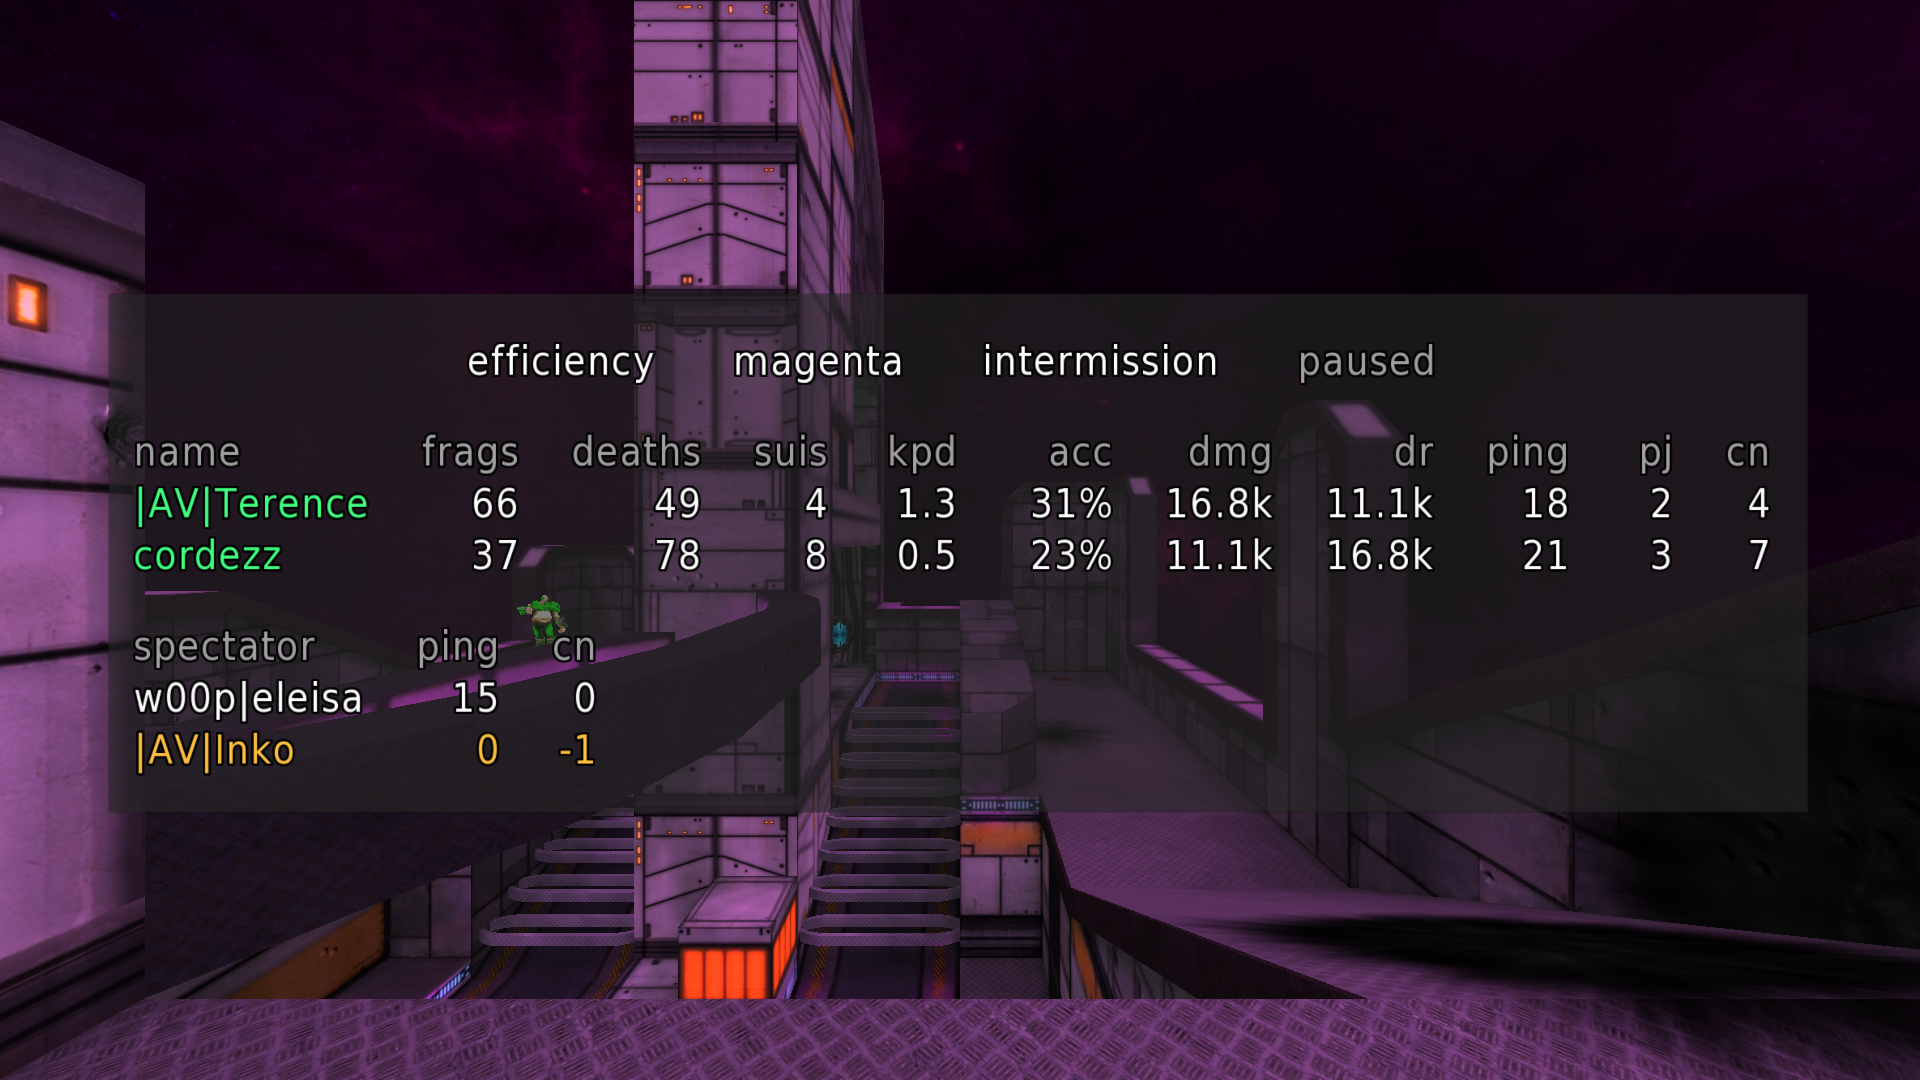 efficiency magenta intermission paused
name frags deaths suis kpd acc dmg dr ping pj cn
|AV|Terence 66 49 4 1.3 31% 16.8k 11.1k 18 2 4
cordezz 37 78 8 0.5 23% 11.1k 16.8k 21 3 7
spectator ping cn
w00p|eleisa 15 0
|AV|Inko 0 -1